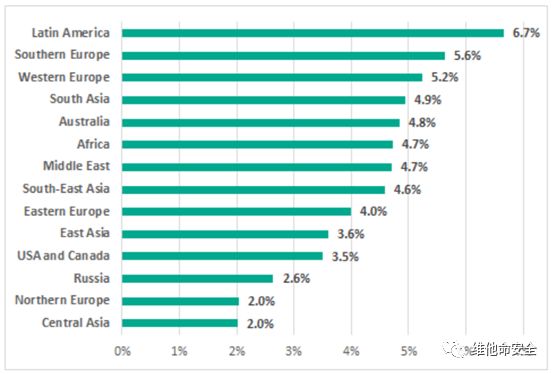 Latin America 6.7%
Southern Europe 5.6%
Western Europe 5.2%
South Asia 4.9%
Australia 4.8%
Africa 4.7%
Middle East 4.7%
South-East Asia 4.6%
Eastern Europe 4.0%
East Asia 3.6%
USA and Canada 3.5%
Russia 2.6%
Northern Europe 2.0%
Central Asia 2.0%
0% 1% 2% 3% 4% 5%
维他命安全